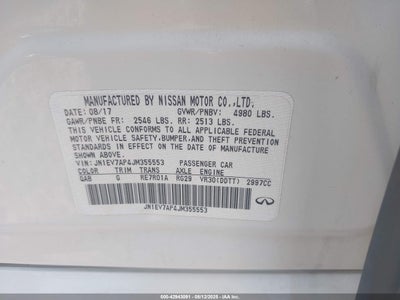 MANUFACTURED BY NISSAN MOTOR CO.,LTD.
DATE: 08/17 GVWR/PNBV: 4980 LBS.
GAWR/PNBE FR: 2546 LBS. RR: 2513 LBS.
THIS VEHICLE CONFORMS TO ALL APPLICABLE FEDERAL
MOTOR VEHICLE SAFETY,BUMPER,AND THEFT PREVENTION
STANDARDS IN EFFECT ON THE DATE OF MANUFACTURE
SHOWN ABOVE.
VIN:JN1EV7AP4JM355553 PASSENGER CAR
COLOR TRIM TRANS AXLE ENGINE
QAB G RE7R01A RG29 VR30(DDTT) 2997CC
JN1EV7AP4JM355553
INFINITI
600-42943091 - (06/12/2025 - IAA Inc.